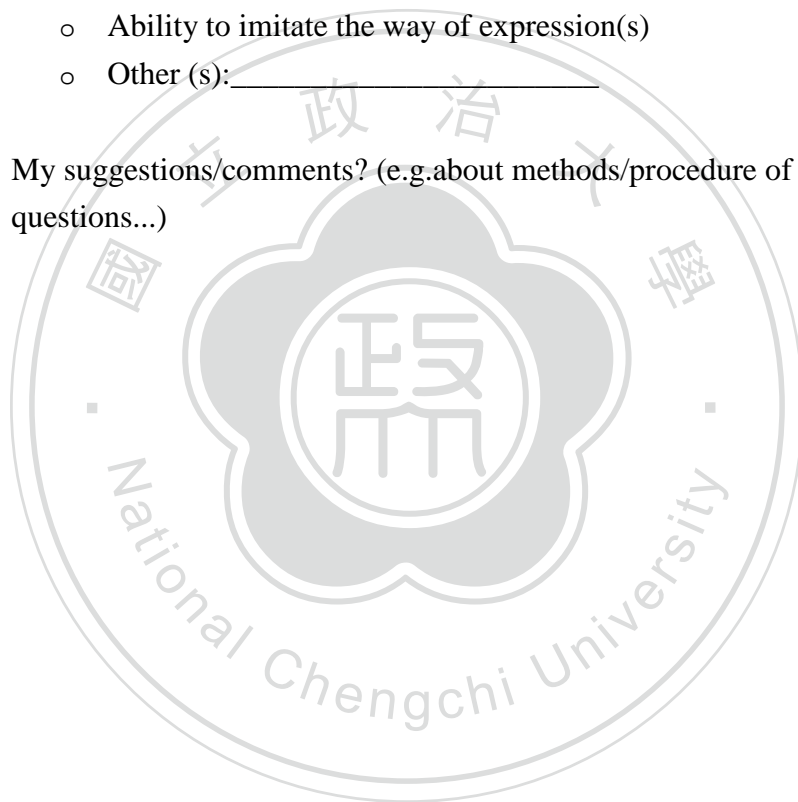 o Ability to imitate the way of expression(s)
o Other (s):_______________________
My suggestions/comments? (e.g.about methods/procedure of
questions...)
國立政治大學
政
National Chengchi University